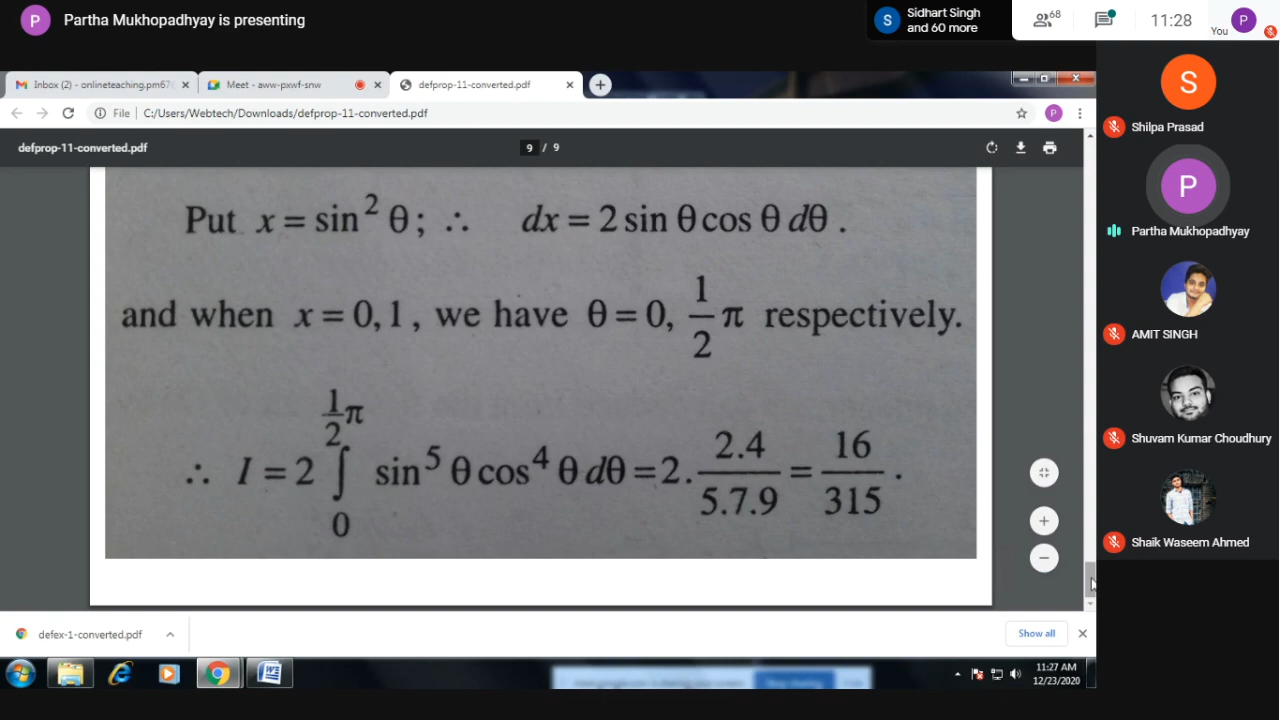 P Partha Mukhopadhyay is presenting
S Sidhart Singh
and 60 more
68
11:28
You P
Inbox (2) - onlineteaching.pm67
Meet - aww-pxwf-snw
defprop-11-converted.pdf
File C:/Users/Webtech/Downloads/defprop-11-converted.pdf P
defprop-11-converted.pdf 9 / 9
Put x = sin² θ ; ∴ dx = 2 sin θ cos θ dθ .
and when x = 0, 1 , we have θ = 0, 1/2 π respectively.
∴ I = 2 ∫₀^{1/2 π} sin⁵ θ cos⁴ θ dθ = 2. 2.4/5.7.9 = 16/315 .
S
Shilpa Prasad
P
Partha Mukhopadhyay
AMIT SINGH
Shuvam Kumar Choudhury
Shaik Waseem Ahmed
defex-1-converted.pdf
Show all
11:27 AM
12/23/2020